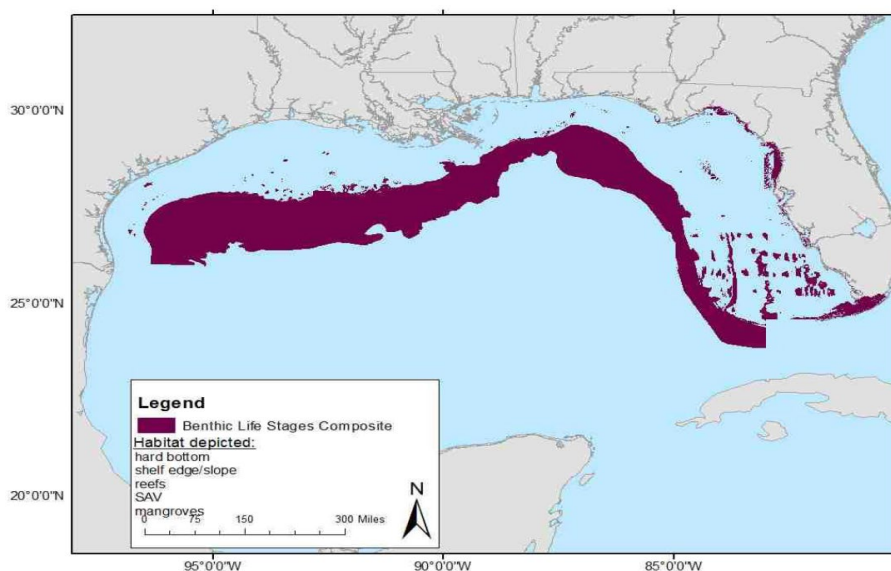 30°0'0"N
25°0'0"N
20°0'0"N
Legend
Benthic Life Stages Composite
Habitat depicted:
hard bottom
shelf edge/slope
reefs
SAV
mangroves
N
0 75 150 300 Miles
95°0'0"W 90°0'0"W 85°0'0"W